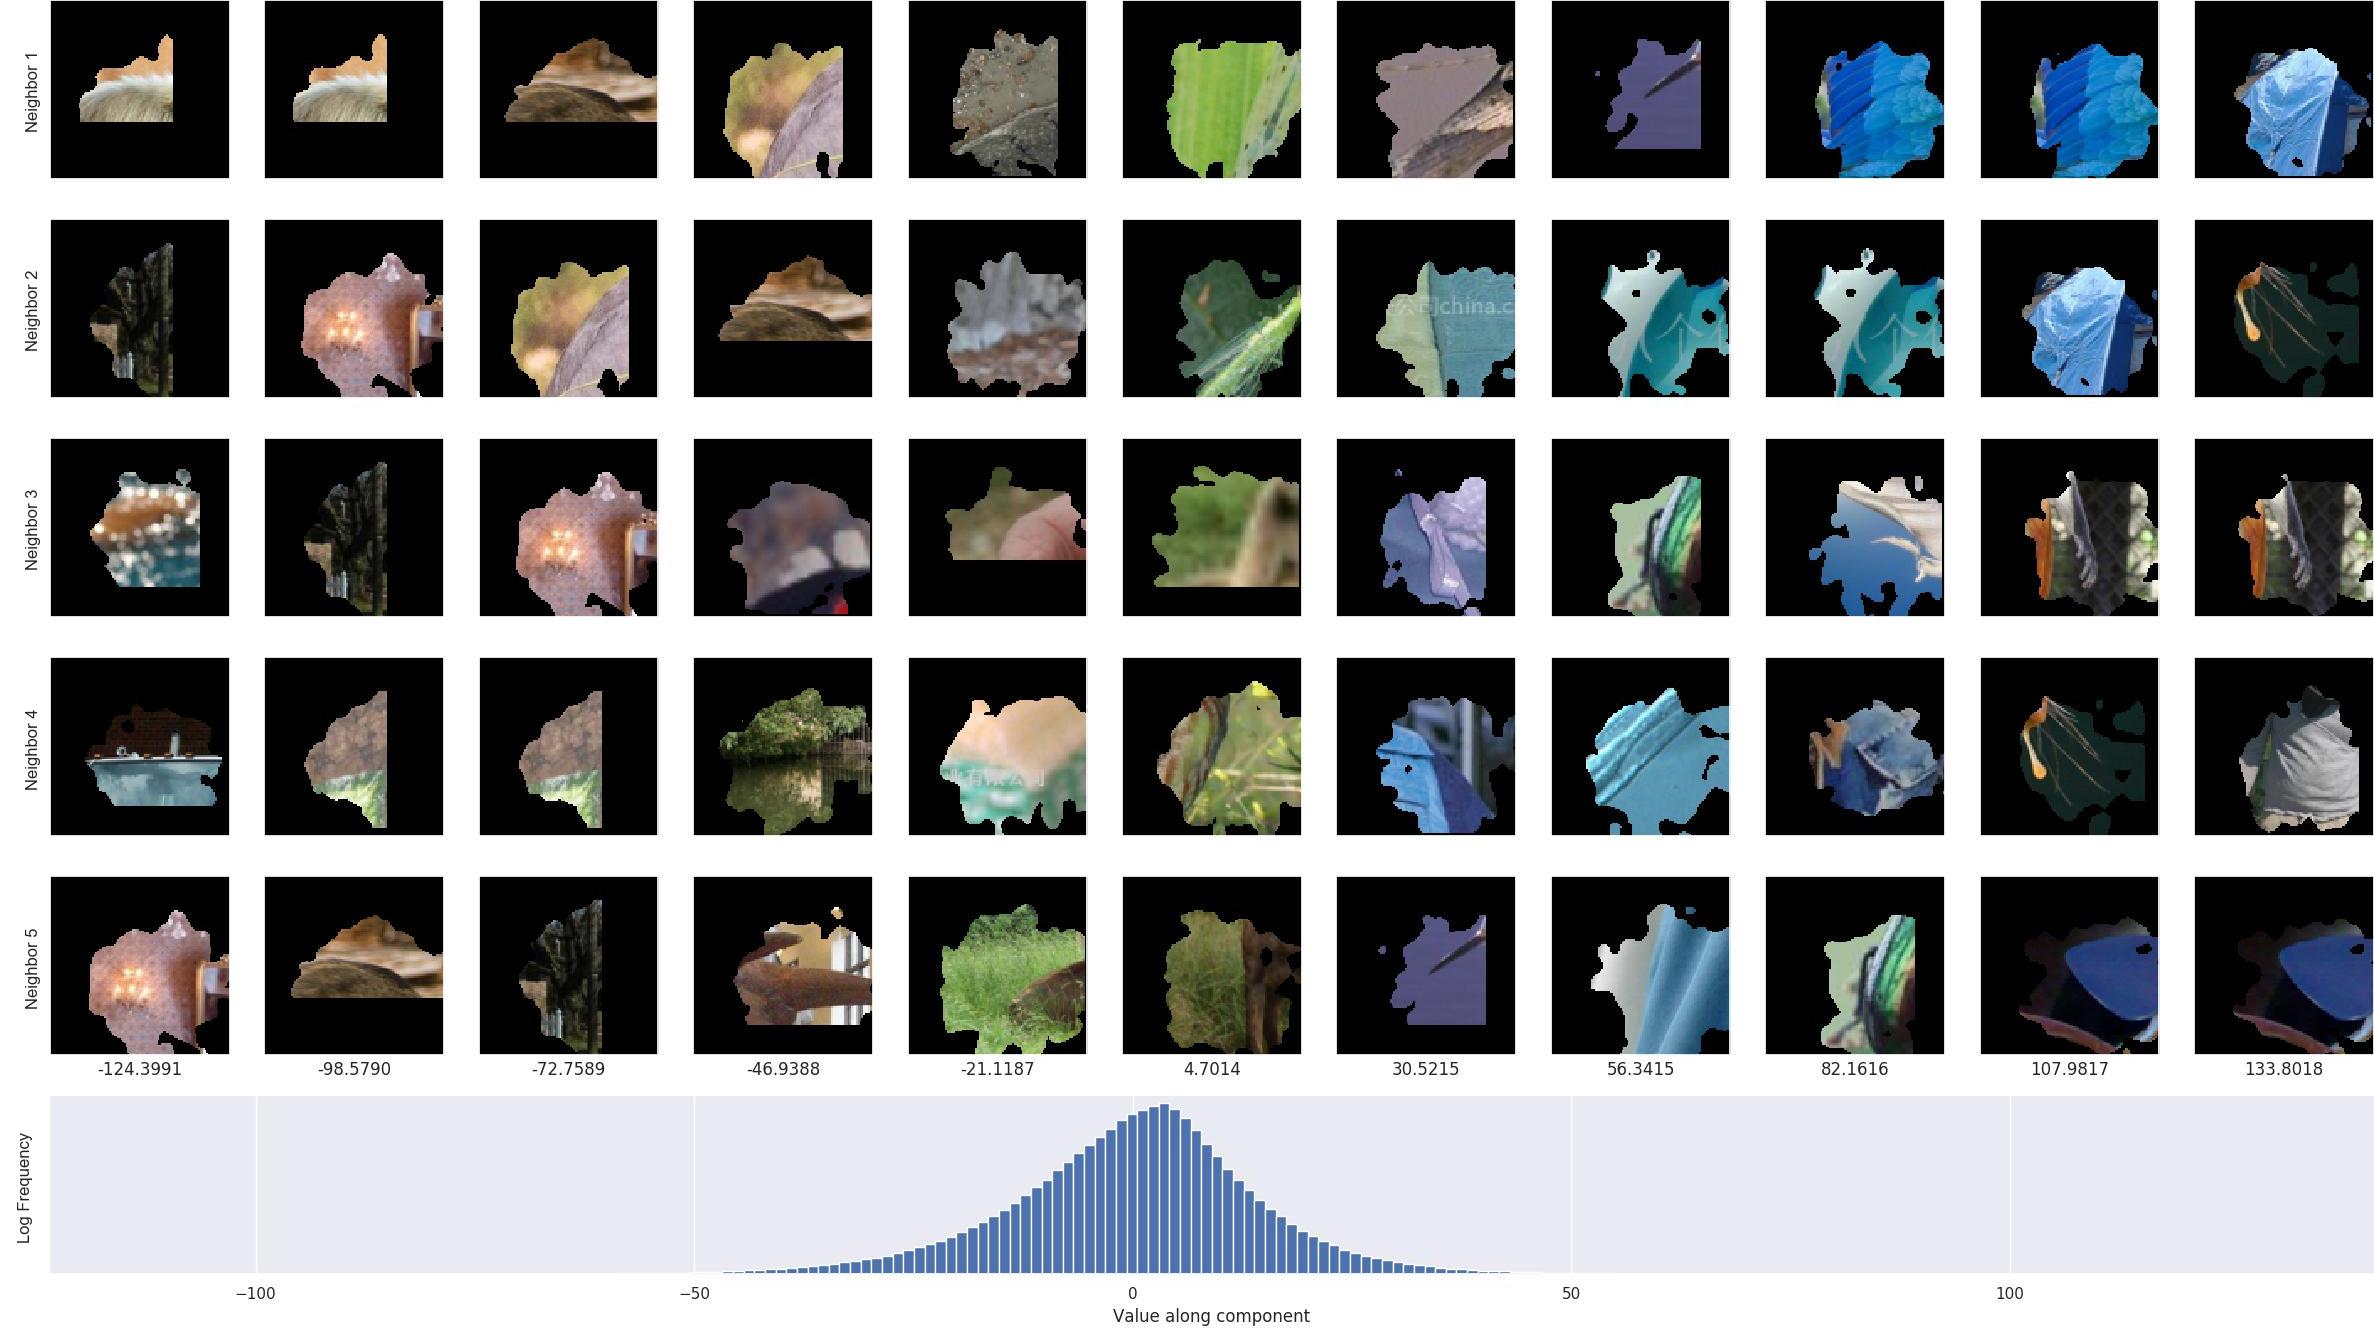 Neighbor 1
Neighbor 2
]china.c
Neighbor 3
Neighbor 4
Neighbor 5
-124.3991 -98.5790 -72.7589 -46.9388 -21.1187 4.7014 30.5215 56.3415 82.1616 107.9817 133.8018
Log Frequency
−100 −50 0 50 100
Value along component